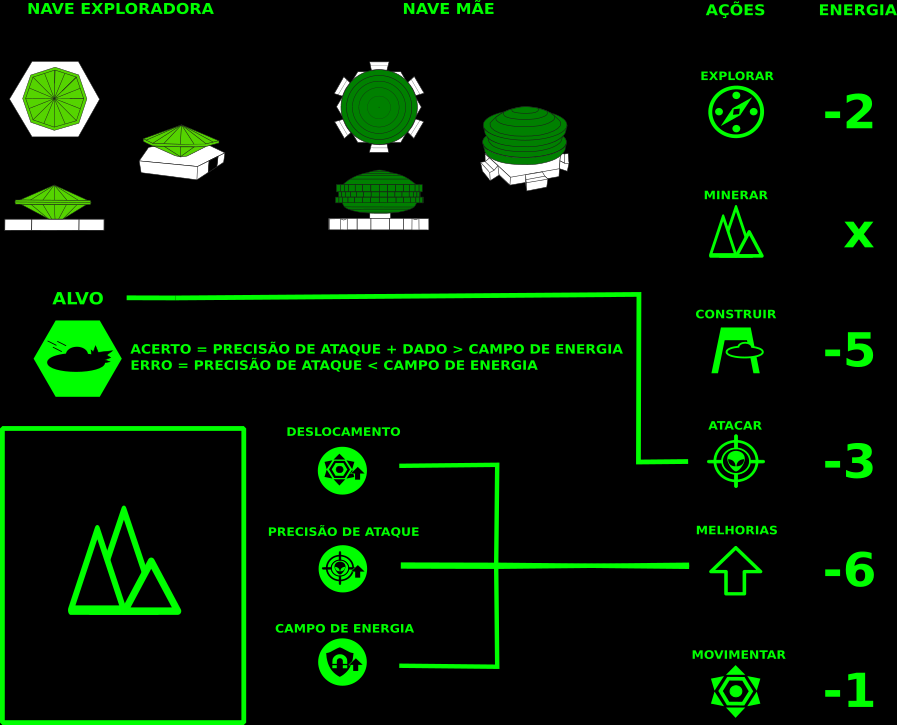 NAVE EXPLORADORA
NAVE MÃE
AÇÕES
ENERGIA
EXPLORAR
-2
MINERAR
x
CONSTRUIR
-5
ALVO
ACERTO = PRECISÃO DE ATAQUE + DADO > CAMPO DE ENERGIA
ERRO = PRECISÃO DE ATAQUE < CAMPO DE ENERGIA
ATACAR
-3
DESLOCAMENTO
PRECISÃO DE ATAQUE
CAMPO DE ENERGIA
MELHORIAS
-6
MOVIMENTAR
-1